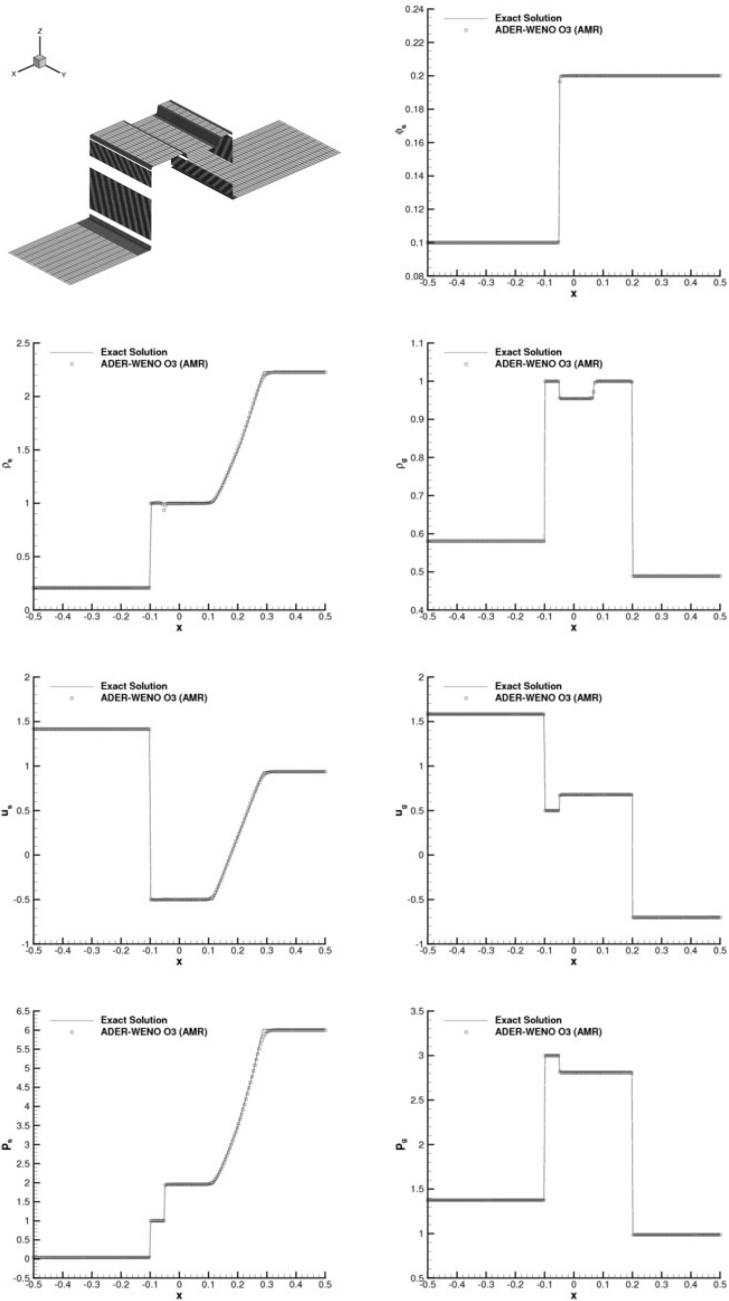 Z
X
Y
Exact Solution
ADER-WENO O3 (AMR)
0.24
0.22
0.2
0.18
0.16
0.14
0.12
0.1
0.08
ϕs
-0.5 -0.4 -0.3 -0.2 -0.1 0 0.1 0.2 0.3 0.4 0.5
x
Exact Solution
ADER-WENO O3 (AMR)
2.5
2
1.5
1
0.5
0
ρs
-0.5 -0.4 -0.3 -0.2 -0.1 0 0.1 0.2 0.3 0.4 0.5
x
Exact Solution
ADER-WENO O3 (AMR)
1.1
1
0.9
0.8
0.7
0.6
0.5
0.4
ρg
-0.5 -0.4 -0.3 -0.2 -0.1 0 0.1 0.2 0.3 0.4 0.5
x
Exact Solution
ADER-WENO O3 (AMR)
2
1.5
1
0.5
0
-0.5
-1
us
-0.5 -0.4 -0.3 -0.2 -0.1 0 0.1 0.2 0.3 0.4 0.5
x
Exact Solution
ADER-WENO O3 (AMR)
2
1.5
1
0.5
0
-0.5
-1
ug
-0.5 -0.4 -0.3 -0.2 -0.1 0 0.1 0.2 0.3 0.4 0.5
x
Exact Solution
ADER-WENO O3 (AMR)
6.5
6
5.5
5
4.5
4
3.5
3
2.5
2
1.5
1
0.5
0
-0.5
ps
-0.5 -0.4 -0.3 -0.2 -0.1 0 0.1 0.2 0.3 0.4 0.5
x
Exact Solution
ADER-WENO O3 (AMR)
3.5
3
2.5
2
1.5
1
0.5
pg
-0.5 -0.4 -0.3 -0.2 -0.1 0 0.1 0.2 0.3 0.4 0.5
x